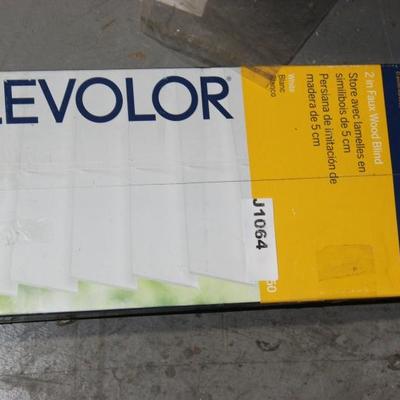 LEVOLOR®
2 in Faux Wood Blind
Store avec lamelles en
similibois de 5 cm
Persiana de imitación de
madera de 5 cm
White
Blanc
Blanco
J1064